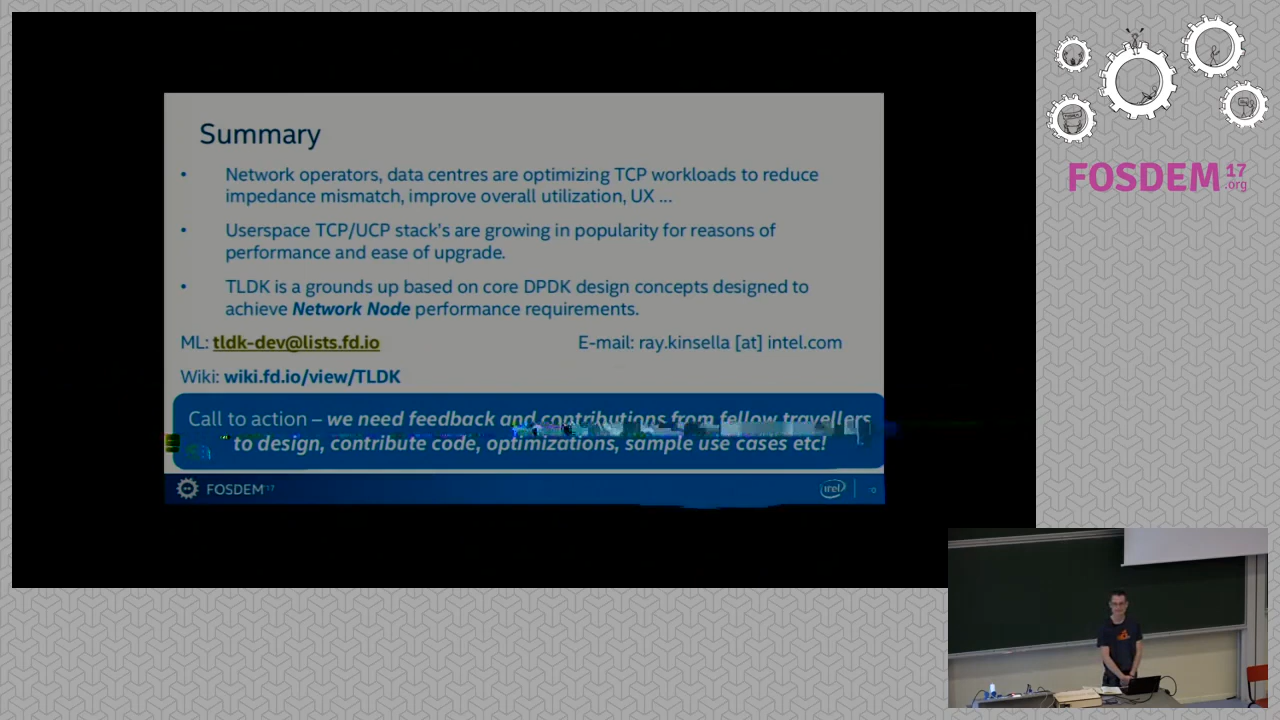 Summary
• Network operators, data centres are optimizing TCP workloads to reduce
impedance mismatch, improve overall utilization, UX ...
• Userspace TCP/UCP stack's are growing in popularity for reasons of
performance and ease of upgrade.
• TLDK is a grounds up based on core DPDK design concepts designed to
achieve Network Node performance requirements.
ML: tldk-dev@lists.fd.io E-mail: ray.kinsella [at] intel.com
Wiki: wiki.fd.io/view/TLDK
Call to action – we need feedback and contributions from fellow travellers
to design, contribute code, optimizations, sample use cases etc!
FOSDEM'17
FOSDEM 17
.org